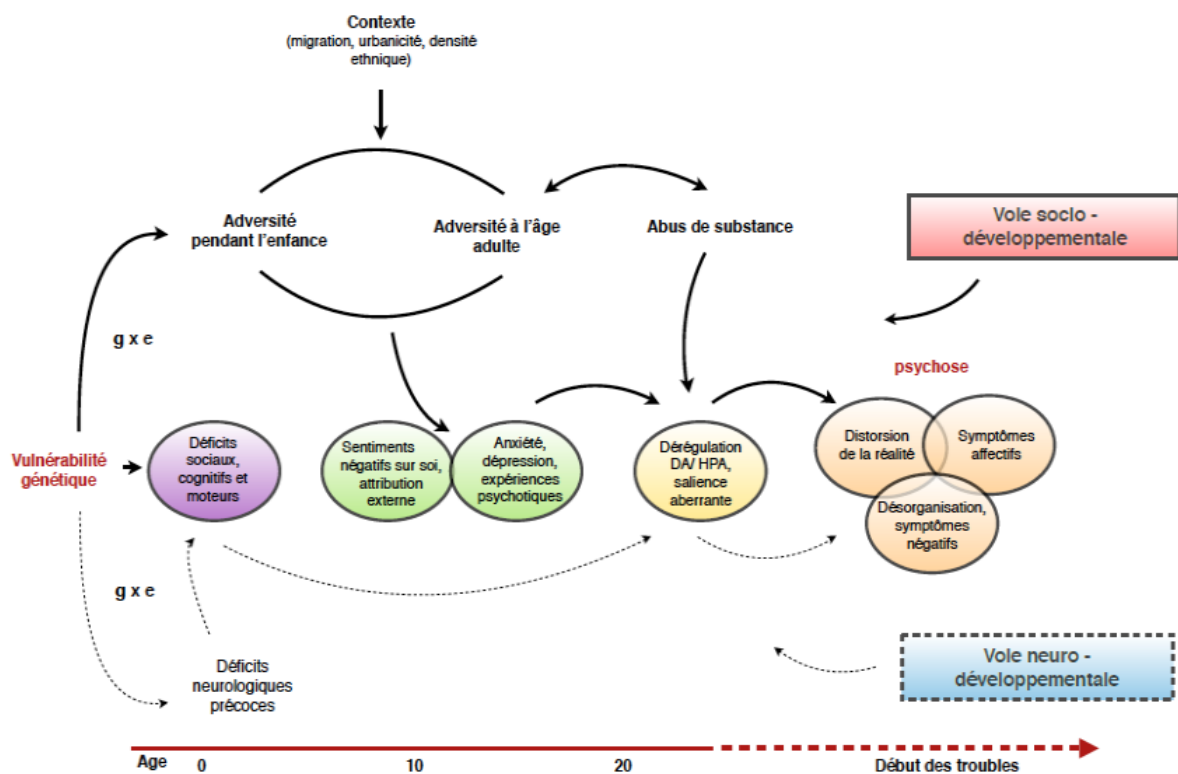 Contexte
(migration, urbanicité, densité
ethnique)
Adversité
pendant l'enfance
Adversité à l'âge
adulte
Abus de substance
Voie socio -
développementale
g x e
psychose
Vulnérabilité
génétique
Déficits
sociaux,
cognitifs et
moteurs
Sentiments
négatifs sur soi,
attribution
externe
Anxiété,
dépression,
expériences
psychotiques
Dérégulation
DA/ HPA,
salience
aberrante
Distorsion
de la réalité
Symptômes
affectifs
Désorganisation,
symptômes
négatifs
g x e
Déficits
neurologiques
précoces
Voie neuro -
développementale
Age
0
10
20
Début des troubles